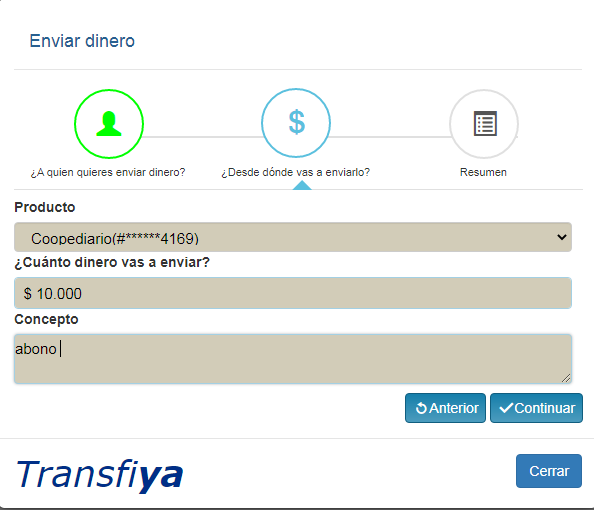 Enviar dinero
$
¿A quien quieres enviar dinero? ¿Desde dónde vas a enviarlo? Resumen
Producto
Coopediario(#******4169)
¿Cuánto dinero vas a enviar?
$ 10.000
Concepto
abono
Anterior Continuar
Transfiya Cerrar